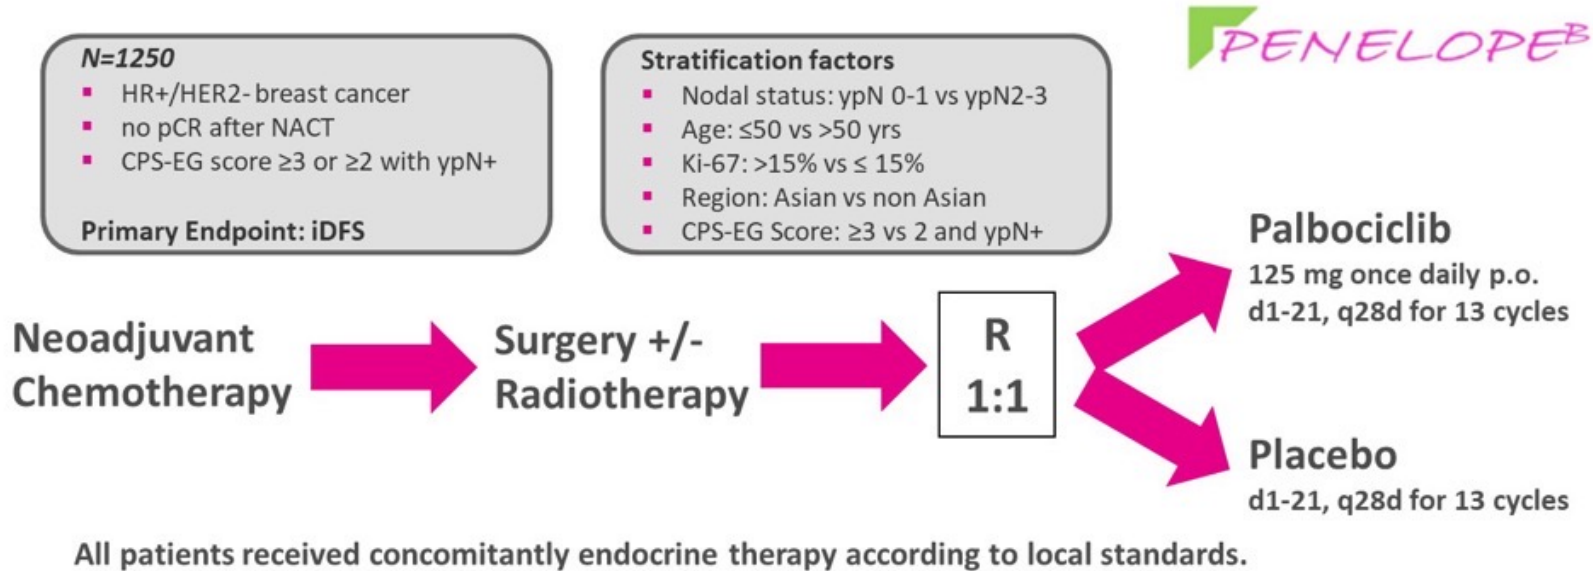 PENELOPEᴮ
N=1250
▪ HR+/HER2- breast cancer
▪ no pCR after NACT
▪ CPS-EG score ≥3 or ≥2 with ypN+
Primary Endpoint: iDFS
Stratification factors
▪ Nodal status: ypN 0-1 vs ypN2-3
▪ Age: ≤50 vs >50 yrs
▪ Ki-67: >15% vs ≤ 15%
▪ Region: Asian vs non Asian
▪ CPS-EG Score: ≥3 vs 2 and ypN+
Neoadjuvant
Chemotherapy
Surgery +/-
Radiotherapy
R
1:1
Palbociclib
125 mg once daily p.o.
d1-21, q28d for 13 cycles
Placebo
d1-21, q28d for 13 cycles
All patients received concomitantly endocrine therapy according to local standards.